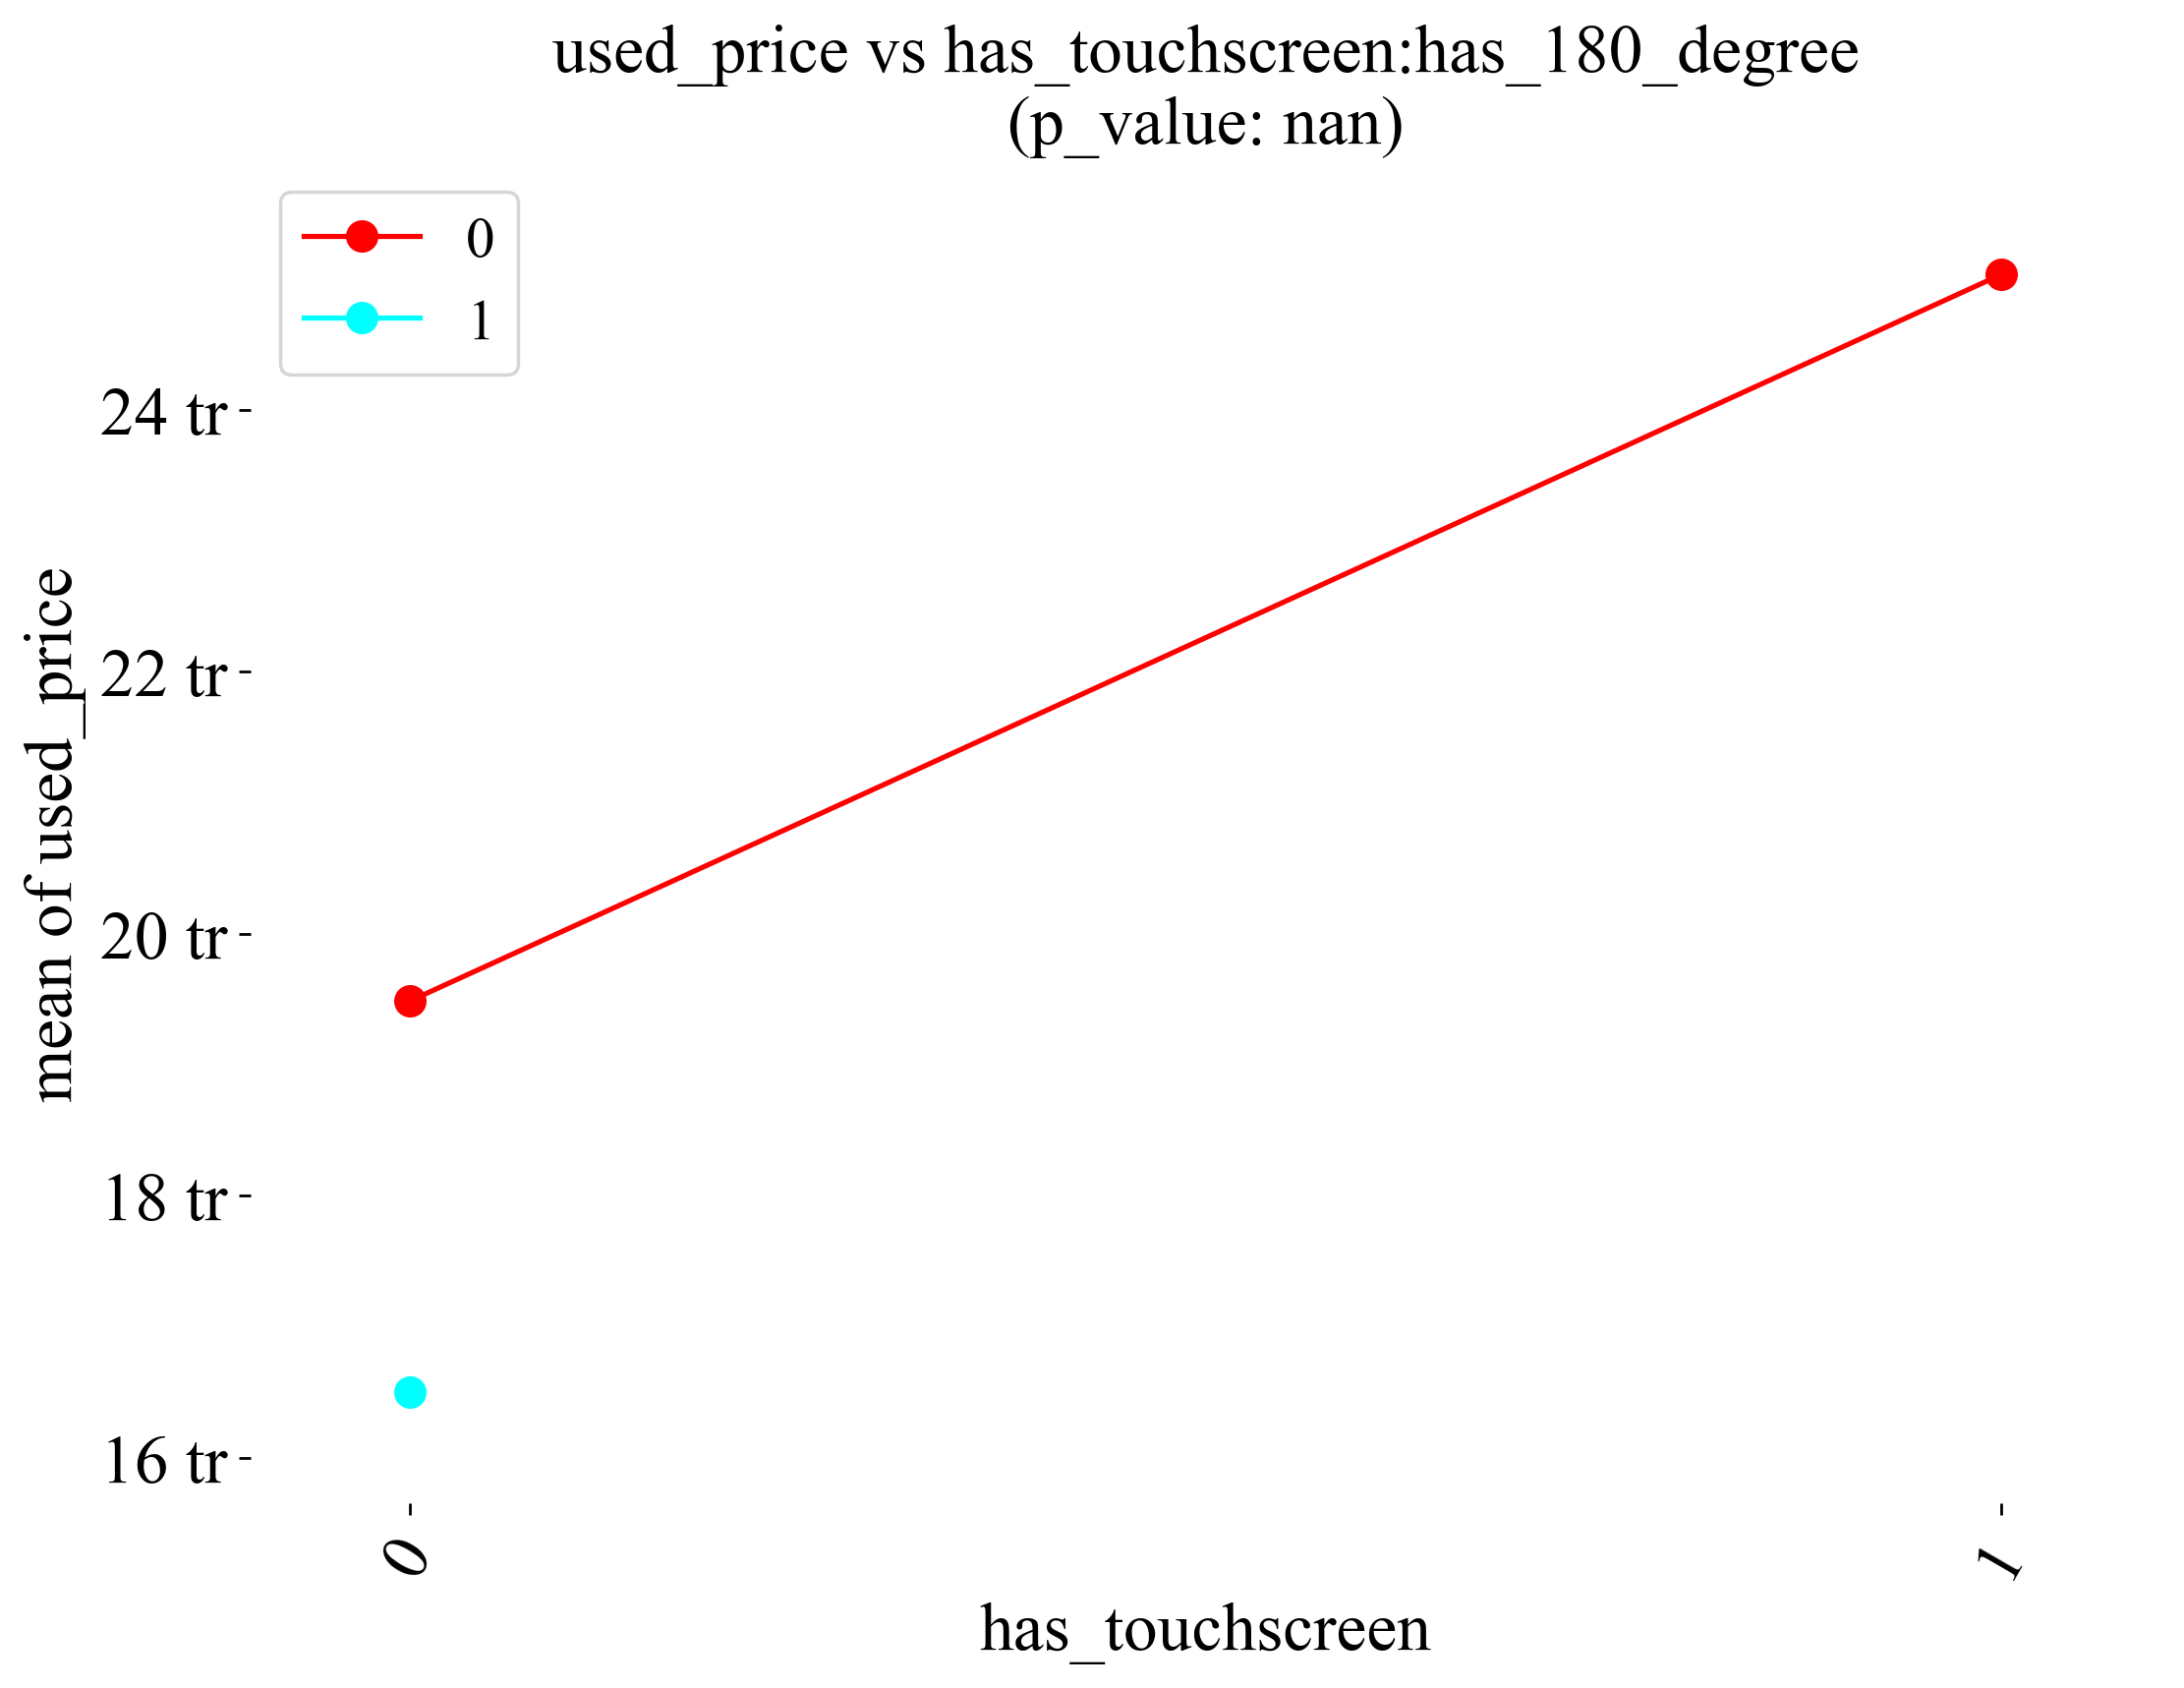 used_price vs has_touchscreen:has_180_degree
(p_value: nan)
0
1
mean of used_price
24 tr
22 tr
20 tr
18 tr
16 tr
0
1
has_touchscreen